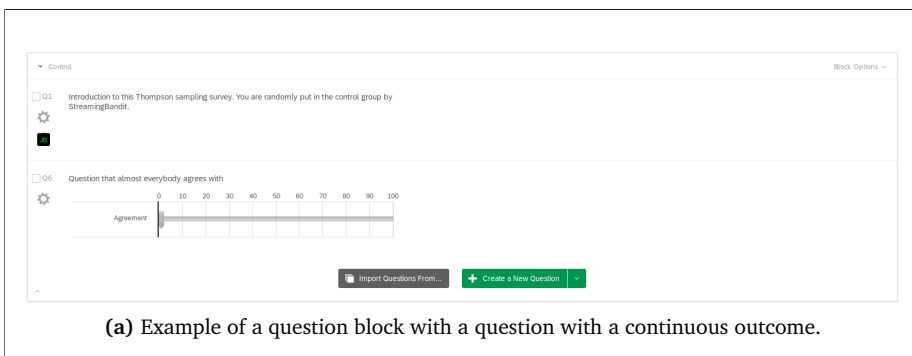 Control
Block Options
Q1
Introduction to this Thompson sampling survey. You are randomly put in the control group by
StreamingBandit.
JS
Q6
Question that almost everybody agrees with
0 10 20 30 40 50 60 70 80 90 100
Agreement
Import Questions From...
Create a New Question
(a) Example of a question block with a question with a continuous outcome.